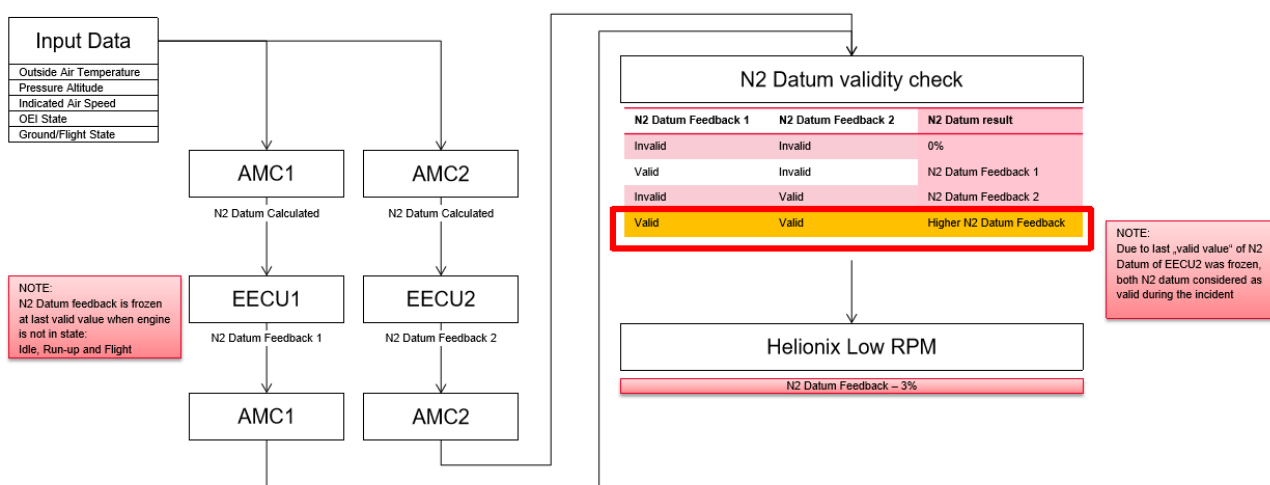 Input Data
Outside Air Temperature
Pressure Altitude
Indicated Air Speed
OEI State
Ground/Flight State
AMC1
AMC2
N2 Datum Calculated
N2 Datum Calculated
NOTE:
N2 Datum feedback is frozen
at last valid value when engine
is not in state:
Idle, Run-up and Flight
EECU1
EECU2
N2 Datum Feedback 1
N2 Datum Feedback 2
AMC1
AMC2
N2 Datum validity check
N2 Datum Feedback 1 N2 Datum Feedback 2 N2 Datum result
Invalid Invalid 0%
Valid Invalid N2 Datum Feedback 1
Invalid Valid N2 Datum Feedback 2
Valid Valid Higher N2 Datum Feedback
NOTE:
Due to last „valid value“ of N2
Datum of EECU2 was frozen,
both N2 datum considered as
valid during the incident
Helionix Low RPM
N2 Datum Feedback – 3%